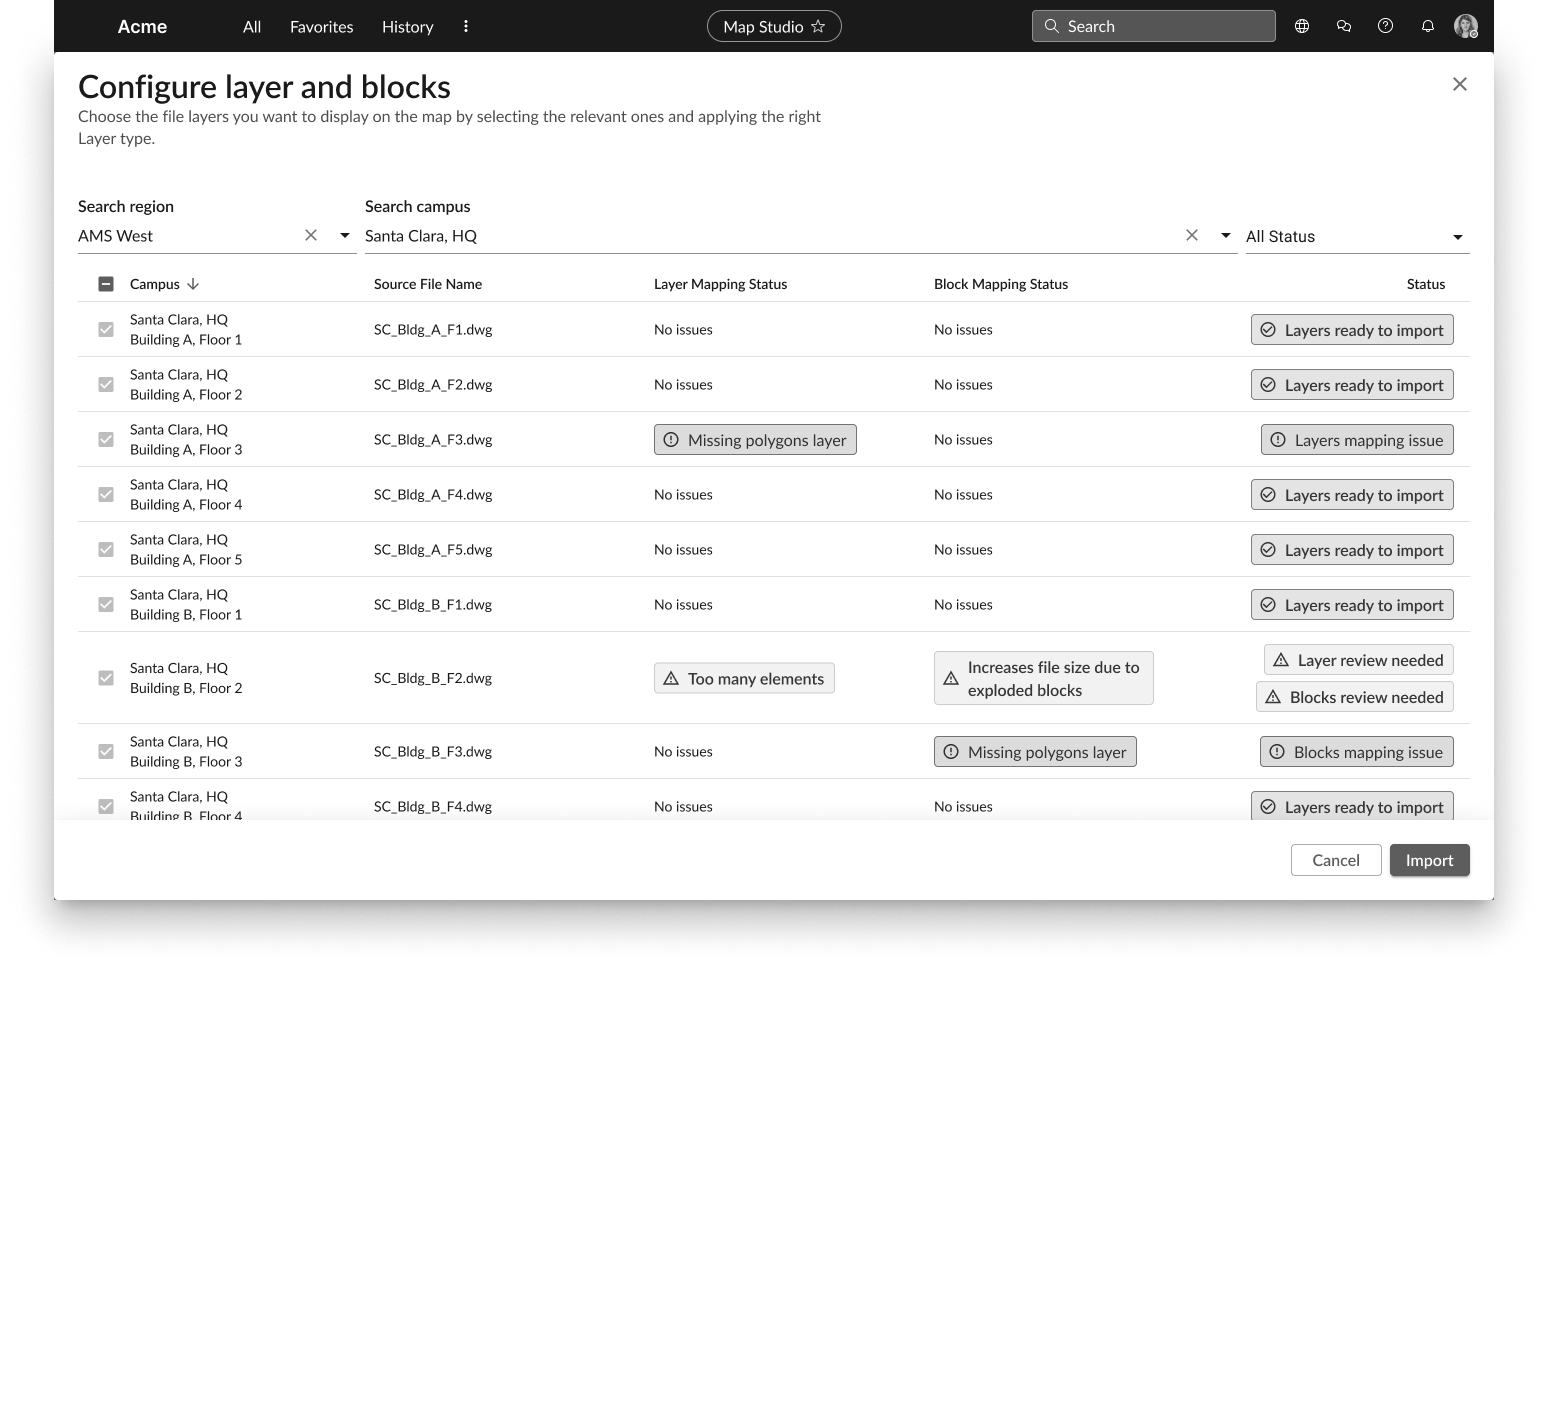 Acme All Favorites History Map Studio Search
Configure layer and blocks
Choose the file layers you want to display on the map by selecting the relevant ones and applying the right
Layer type.
Search region Search campus
AMS West Santa Clara, HQ All Status
Campus Source File Name Layer Mapping Status Block Mapping Status Status
Santa Clara, HQ
Building A, Floor 1
SC_Bldg_A_F1.dwg No issues No issues Layers ready to import
Santa Clara, HQ
Building A, Floor 2
SC_Bldg_A_F2.dwg No issues No issues Layers ready to import
Santa Clara, HQ
Building A, Floor 3
SC_Bldg_A_F3.dwg Missing polygons layer No issues Layers mapping issue
Santa Clara, HQ
Building A, Floor 4
SC_Bldg_A_F4.dwg No issues No issues Layers ready to import
Santa Clara, HQ
Building A, Floor 5
SC_Bldg_A_F5.dwg No issues No issues Layers ready to import
Santa Clara, HQ
Building B, Floor 1
SC_Bldg_B_F1.dwg No issues No issues Layers ready to import
Santa Clara, HQ
Building B, Floor 2
SC_Bldg_B_F2.dwg Too many elements
Increases file size due to
exploded blocks
Layer review needed
Blocks review needed
Santa Clara, HQ
Building B, Floor 3
SC_Bldg_B_F3.dwg No issues Missing polygons layer Blocks mapping issue
Santa Clara, HQ
Building B, Floor 4
SC_Bldg_B_F4.dwg No issues No issues Layers ready to import
Cancel Import